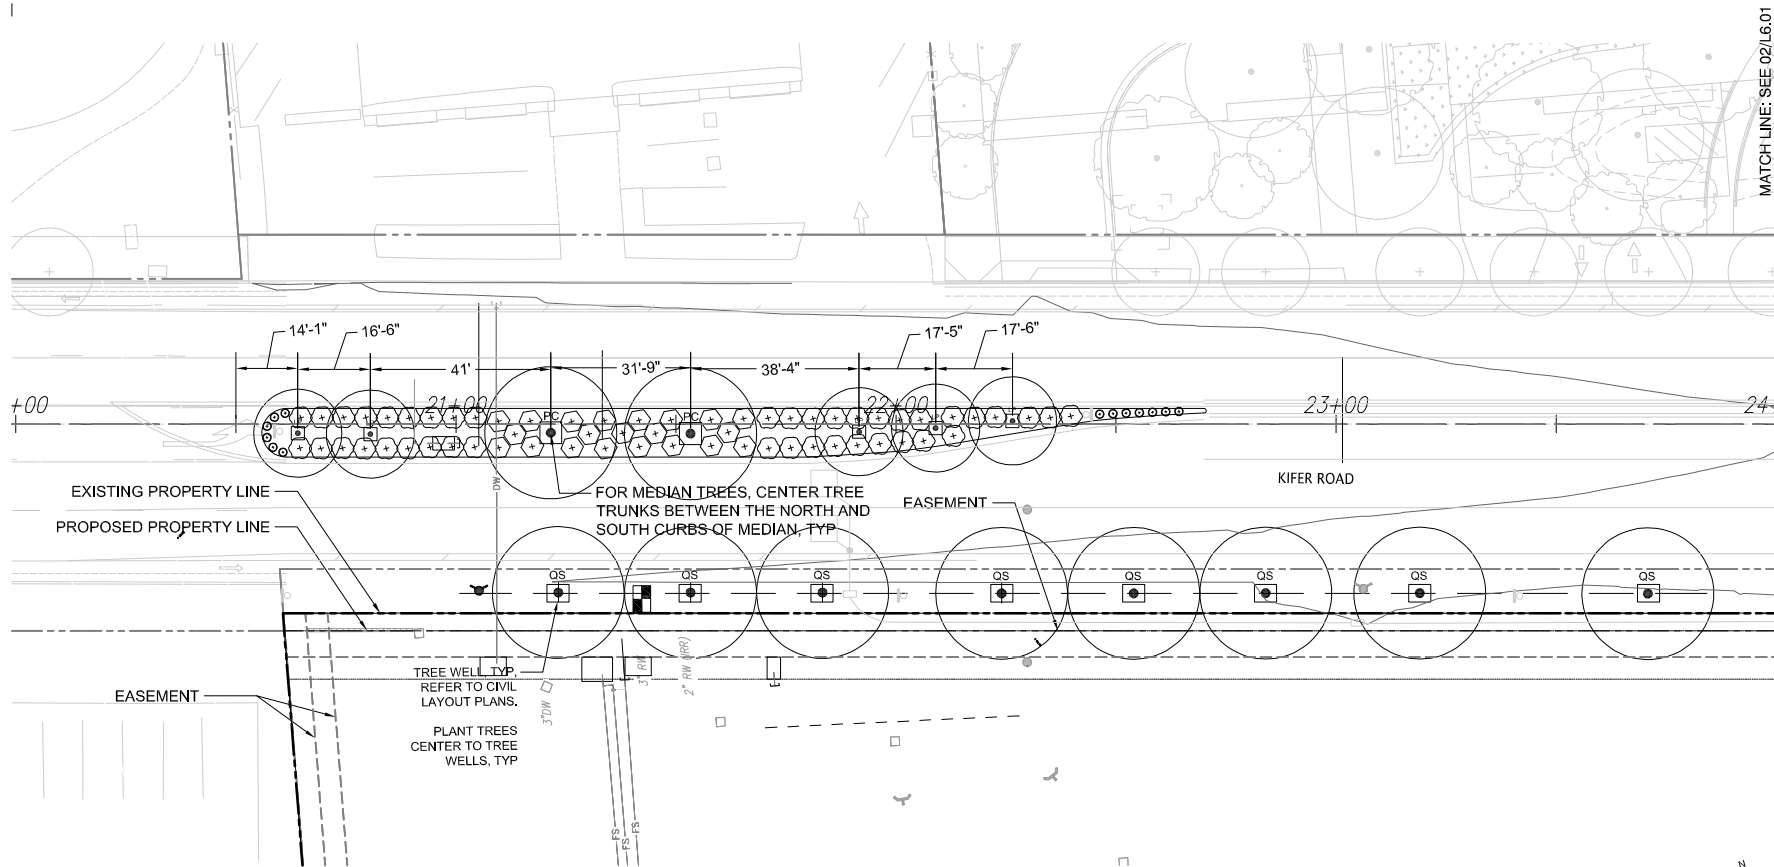 MATCH LINE: SEE 02/L6.01
14'-1"
16'-6"
41'
31'-9"
38'-4"
17'-5"
17'-6"
+00
21+00
22+00
23+00
24+
PC
PC
KIFER ROAD
EXISTING PROPERTY LINE
PROPOSED PROPERTY LINE
DW
FOR MEDIAN TREES, CENTER TREE
TRUNKS BETWEEN THE NORTH AND
SOUTH CURBS OF MEDIAN, TYP
EASEMENT
QS
QS
QS
QS
QS
QS
QS
QS
TREE WELL, TYP,
REFER TO CIVIL
LAYOUT PLANS.
PLANT TREES
CENTER TO TREE
WELLS, TYP
EASEMENT
3"DW
3" RW
2" RW (IRR)
FS
FS
FS
N